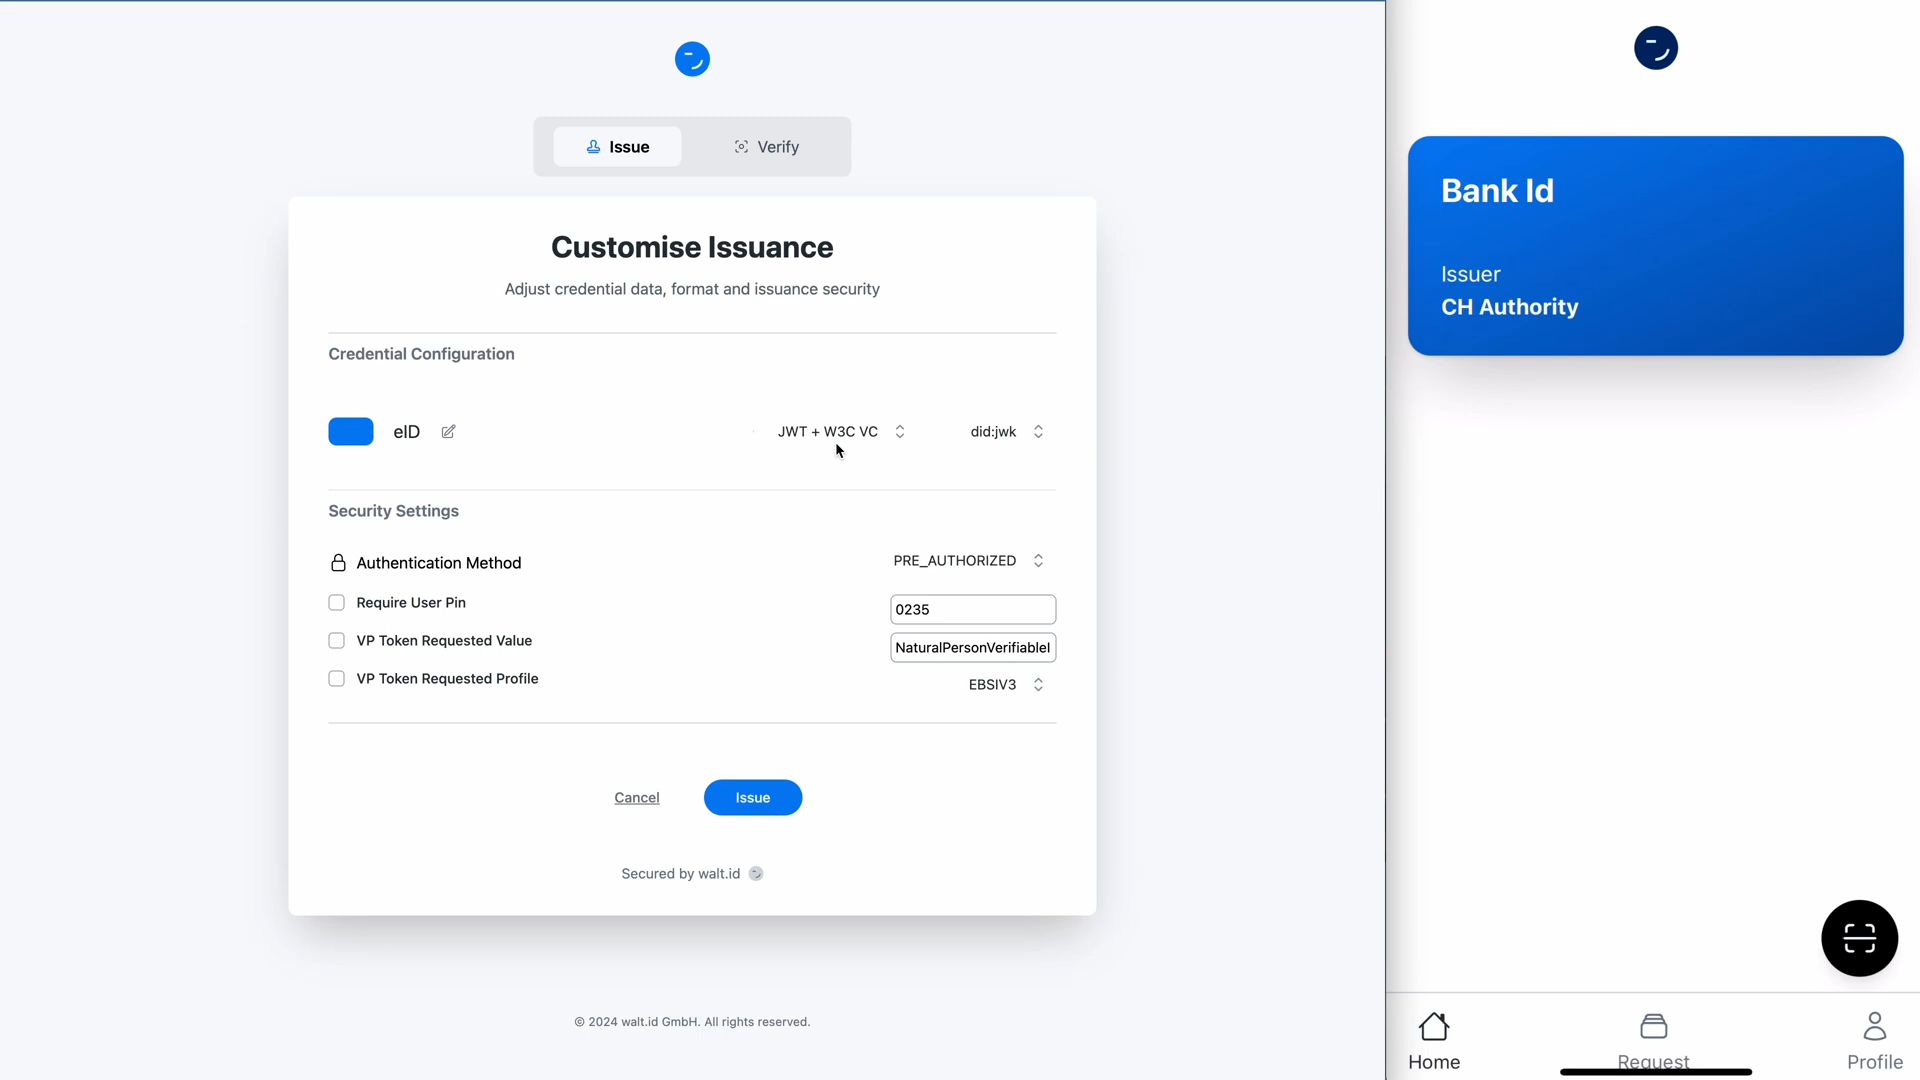 Issue
Verify
Customise Issuance
Adjust credential data, format and issuance security
Credential Configuration
eID
JWT + W3C VC
did:jwk
Security Settings
Authentication Method
PRE_AUTHORIZED
Require User Pin
0235
VP Token Requested Value
NaturalPersonVerifiableI
VP Token Requested Profile
EBSIV3
Cancel
Issue
Secured by walt.id
© 2024 walt.id GmbH. All rights reserved.
Bank Id
Issuer
CH Authority
Home
Request
Profile